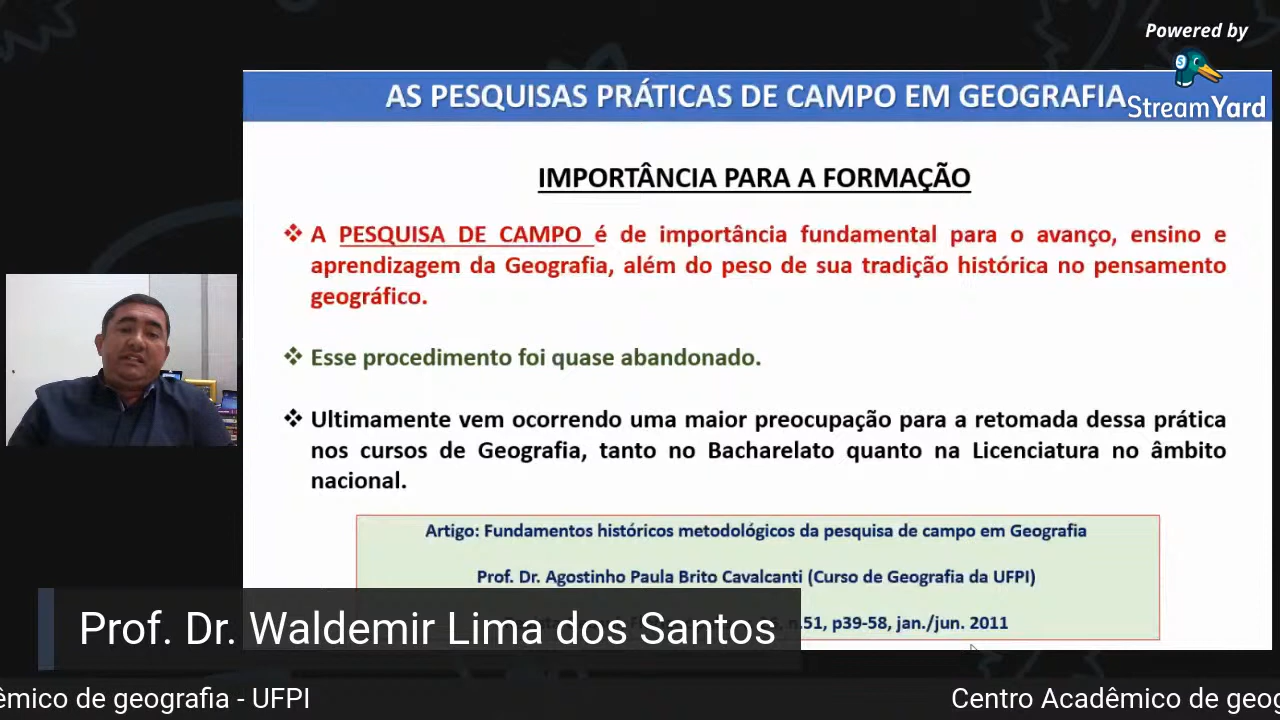 Powered by
StreamYard
AS PESQUISAS PRÁTICAS DE CAMPO EM GEOGRAFIA
IMPORTÂNCIA PARA A FORMAÇÃO
❖ A PESQUISA DE CAMPO é de importância fundamental para o avanço, ensino e
aprendizagem da Geografia, além do peso de sua tradição histórica no pensamento
geográfico.
❖ Esse procedimento foi quase abandonado.
❖ Ultimamente vem ocorrendo uma maior preocupação para a retomada dessa prática
nos cursos de Geografia, tanto no Bacharelato quanto na Licenciatura no âmbito
nacional.
Artigo: Fundamentos históricos metodológicos da pesquisa de campo em Geografia
Prof. Dr. Agostinho Paula Brito Cavalcanti (Curso de Geografia da UFPI)
n.51, p39-58, jan./jun. 2011
Prof. Dr. Waldemir Lima dos Santos
êmico de geografia - UFPI
Centro Acadêmico de geog